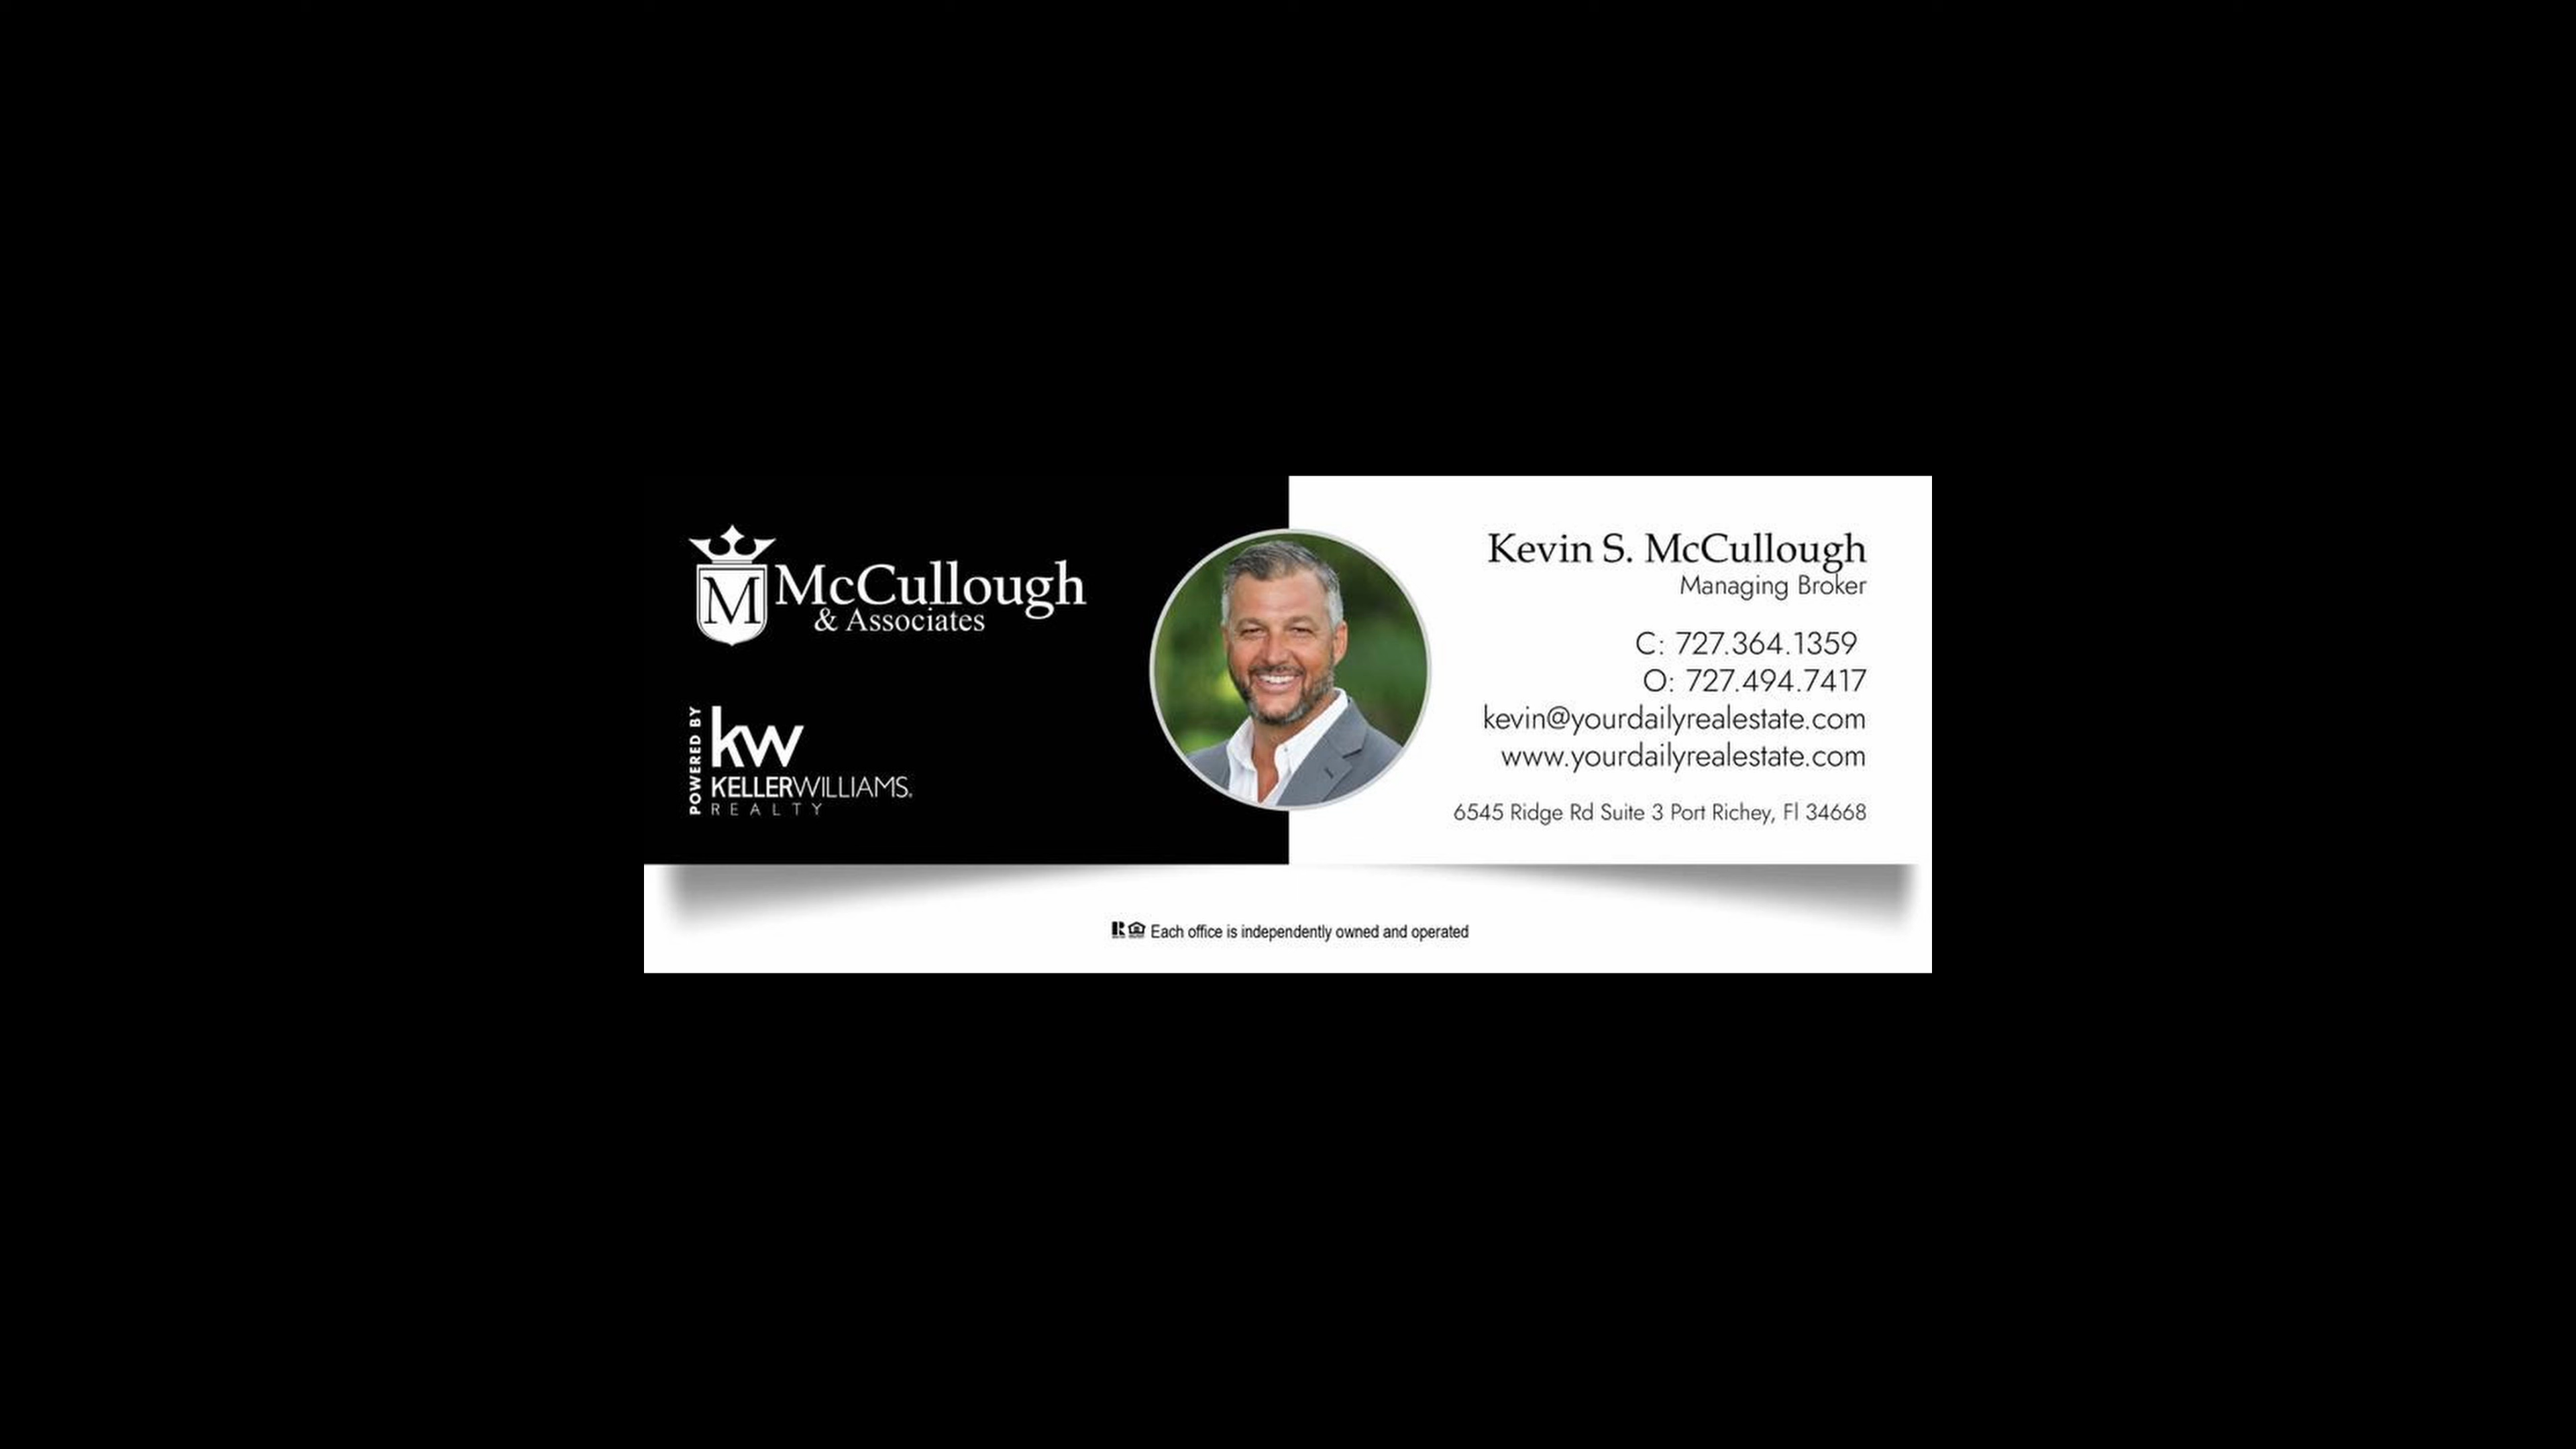 M
McCullough
& Associates
POWERED BY
kw
KELLERWILLIAMS.
REALTY
Kevin S. McCullough
Managing Broker
C: 727.364.1359
O: 727.494.7417
kevin@yourdailyrealestate.com
www.yourdailyrealestate.com
6545 Ridge Rd Suite 3 Port Richey, Fl 34668
R Each office is independently owned and operated